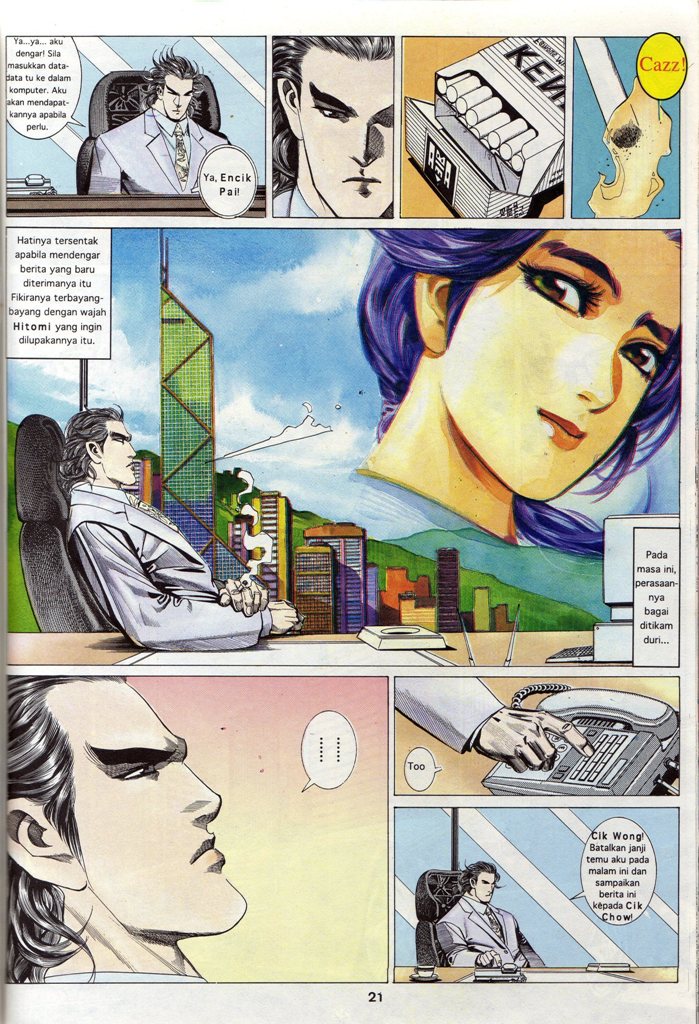 Ya...ya... aku
dengar! Sila
masukkan data-
data tu ke dalam
komputer. Aku
akan mendapat-
kannya apabila
perlu.
Ya, Encik
Pai!
KEN
Cazz!
Hatinya tersentak
apabila mendengar
berita yang baru
diterimanya itu
Fikiranya terbayang-
bayang dengan wajah
Hitomi yang ingin
dilupakannya itu.
Pada
masa ini,
perasaan-
nya
bagai
ditikam
duri...
Too
Cik Wong!
Batalkan janji
temu aku pada
malam ini dan
sampaikan
berita ini
kepada Cik
Chow!
21